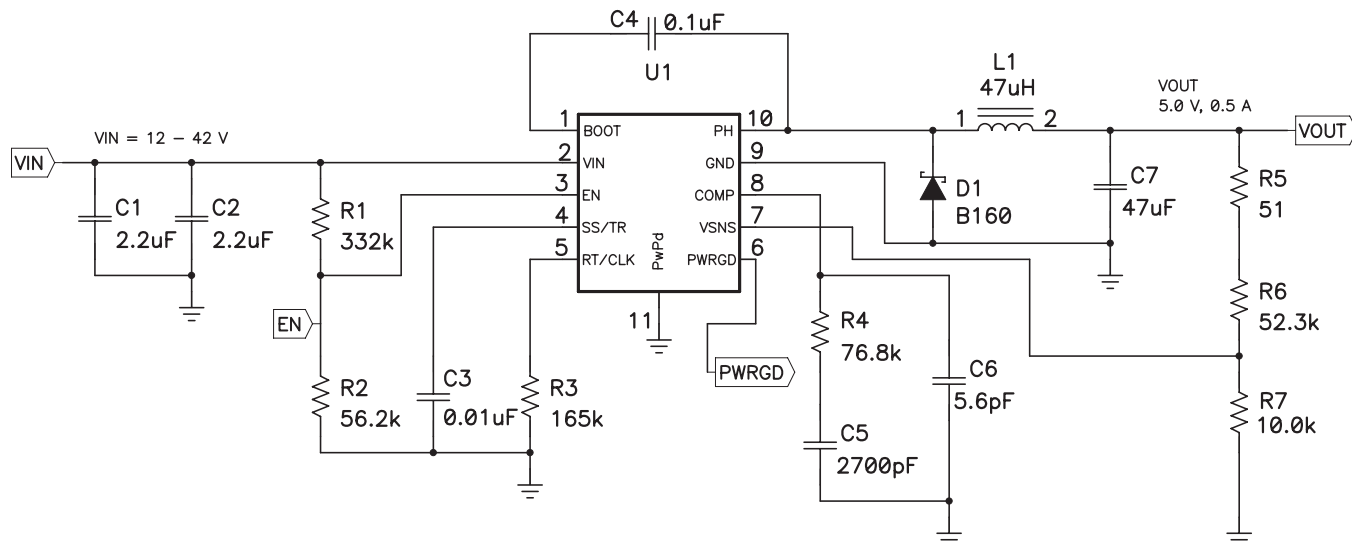 C4 0.1uF
U1
L1
47uH
VOUT
5.0 V, 0.5 A
VIN = 12 – 42 V
1 BOOT
PH 10
1 2
VOUT
VIN
2 VIN
GND 9
3 EN
COMP 8
4 SS/TR
VSNS 7
5 RT/CLK
PWRGD 6
PwPd
11
C1
2.2uF
C2
2.2uF
R1
332k
D1
B160
C7
47uF
R5
51
EN
R4
76.8k
R6
52.3k
PWRGD
R2
56.2k
C3
0.01uF
R3
165k
C6
5.6pF
R7
10.0k
C5
2700pF